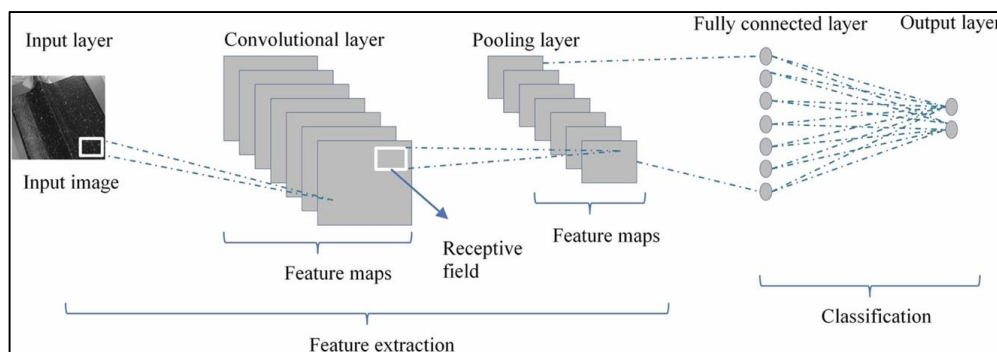 Input layer
Convolutional layer
Pooling layer
Fully connected layer
Output layer
Input image
Feature maps
Receptive
field
Feature maps
Feature extraction
Classification